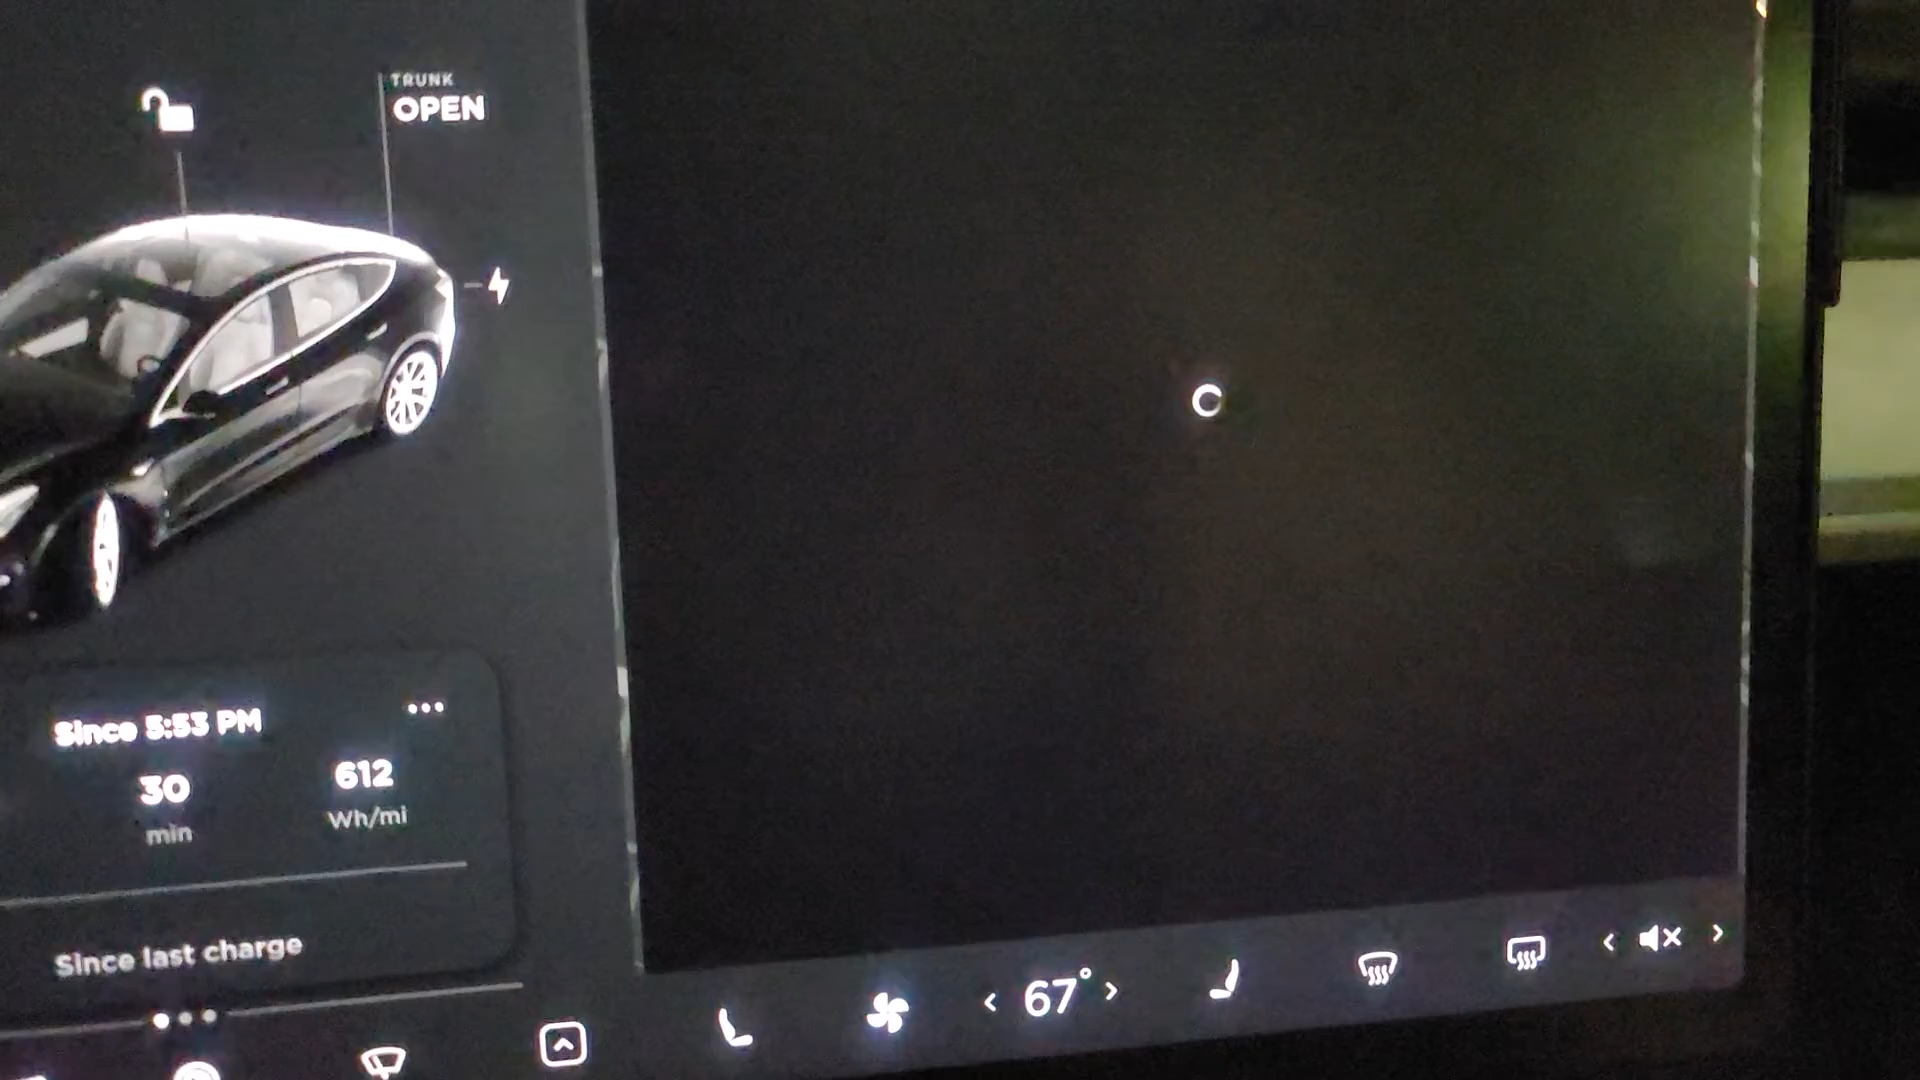 TRUNK
OPEN
Since 5:53 PM
30
min
612
Wh/mi
Since last charge
67°